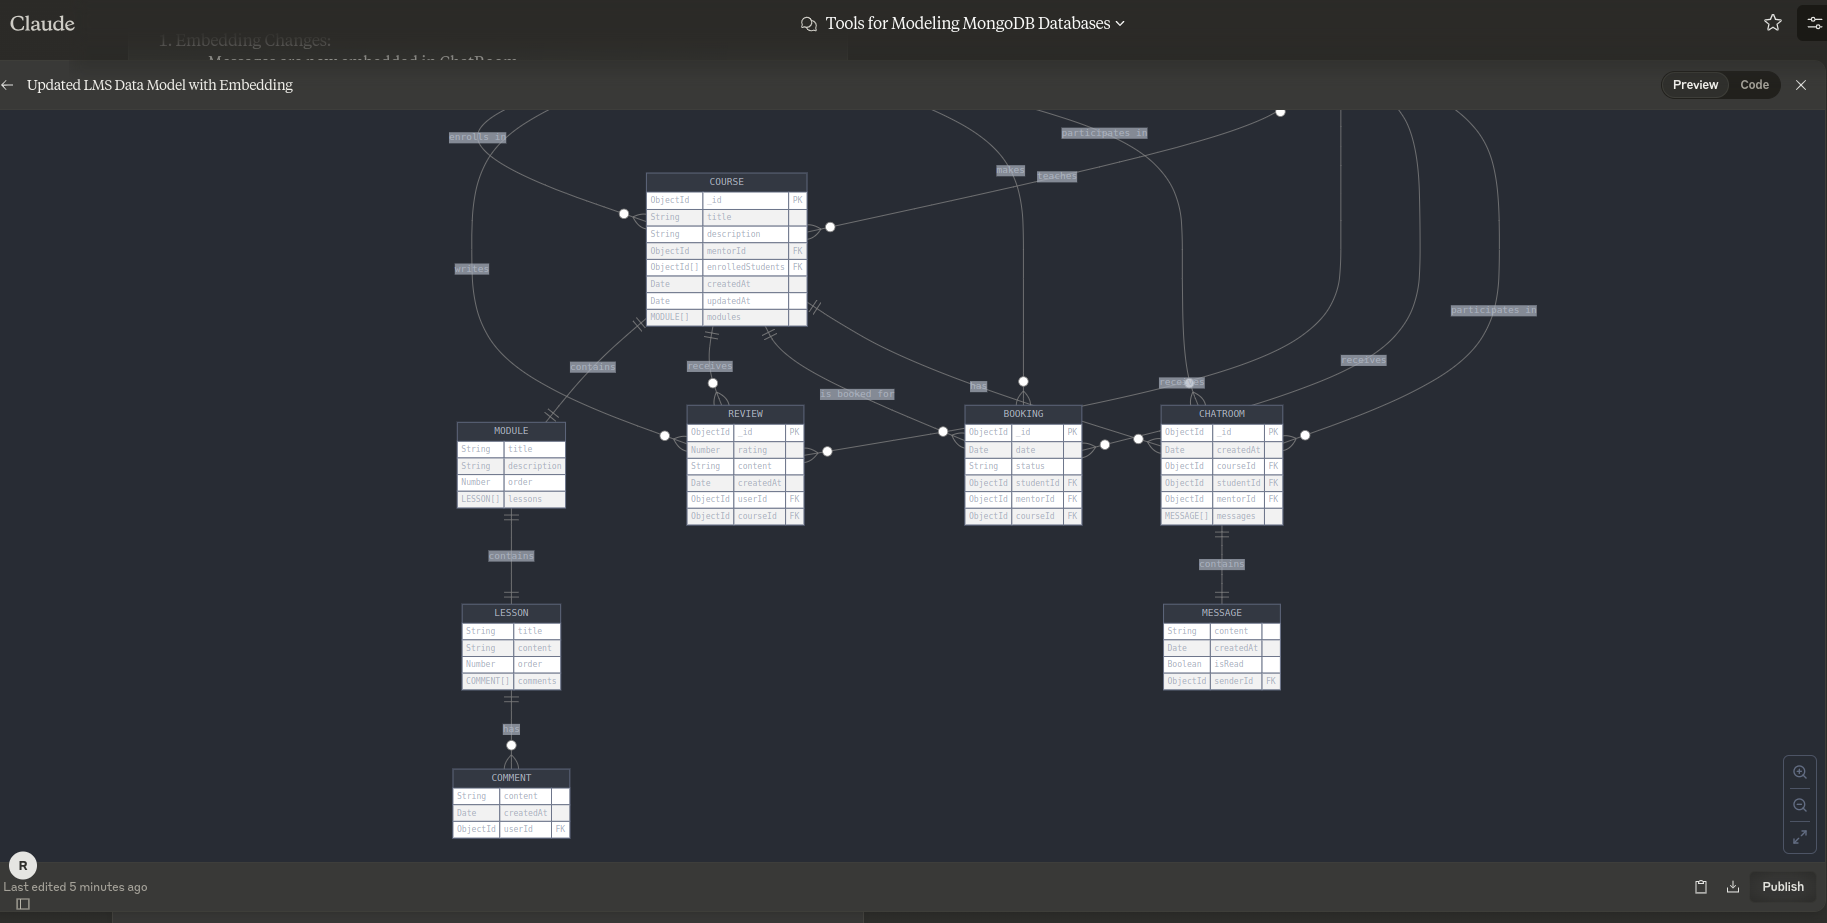 Claude
Tools for Modeling MongoDB Databases
1. Embedding Changes:
Messages are now embedded in ChatRoom
Updated LMS Data Model with Embedding
Preview
Code
enrolls in
participates in
makes
teaches
writes
participates in
COURSE
ObjectId _id PK
String title
String description
ObjectId mentorId FK
ObjectId[] enrolledStudents FK
Date createdAt
Date updatedAt
MODULE[] modules
contains
receives
is booked for
has
receives
receives
MODULE
String title
String description
Number order
LESSON[] lessons
REVIEW
ObjectId _id PK
Number rating
String content
Date createdAt
ObjectId userId FK
ObjectId courseId FK
BOOKING
ObjectId _id PK
Date date
String status
ObjectId studentId FK
ObjectId mentorId FK
ObjectId courseId FK
CHATROOM
ObjectId _id PK
Date createdAt
ObjectId courseId FK
ObjectId studentId FK
ObjectId mentorId FK
MESSAGE[] messages
contains
contains
LESSON
String title
String content
Number order
COMMENT[] comments
MESSAGE
String content
Date createdAt
Boolean isRead
ObjectId senderId FK
has
COMMENT
String content
Date createdAt
ObjectId userId FK
R
Last edited 5 minutes ago
Publish